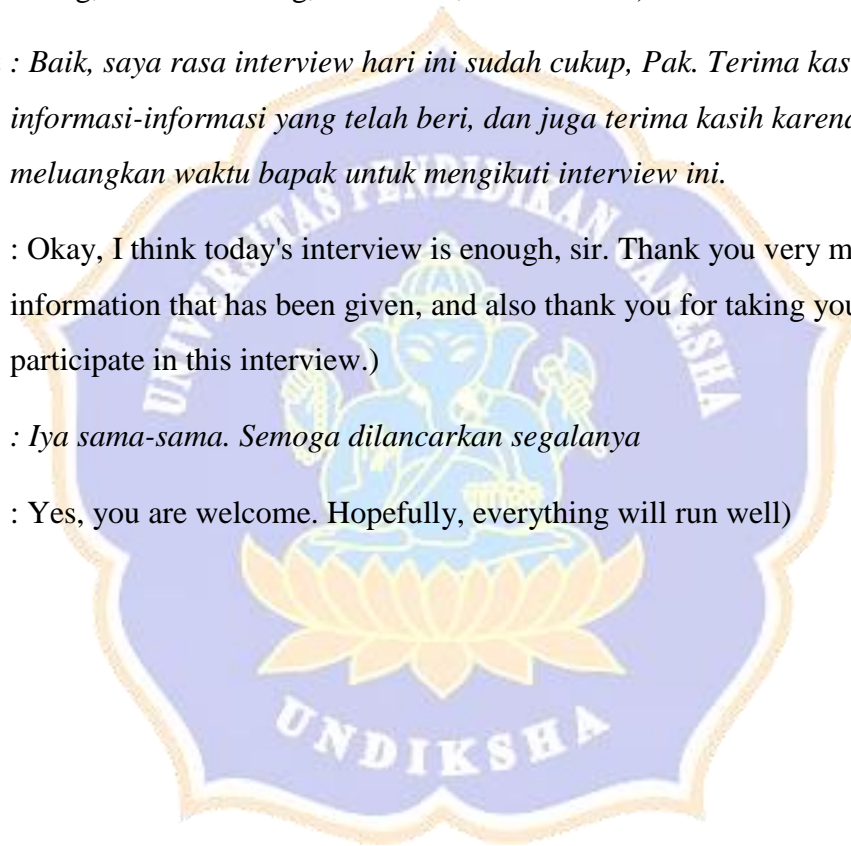 : Baik, saya rasa interview hari ini sudah cukup, Pak. Terima kas
informasi-informasi yang telah beri, dan juga terima kasih karena
meluangkan waktu bapak untuk mengikuti interview ini.
: Okay, I think today's interview is enough, sir. Thank you very m
information that has been given, and also thank you for taking you
participate in this interview.)
: Iya sama-sama. Semoga dilancarkan segalanya
: Yes, you are welcome. Hopefully, everything will run well)
UNIVERSITAS PENDIDIKAN GANESHA
UNDIKSHA